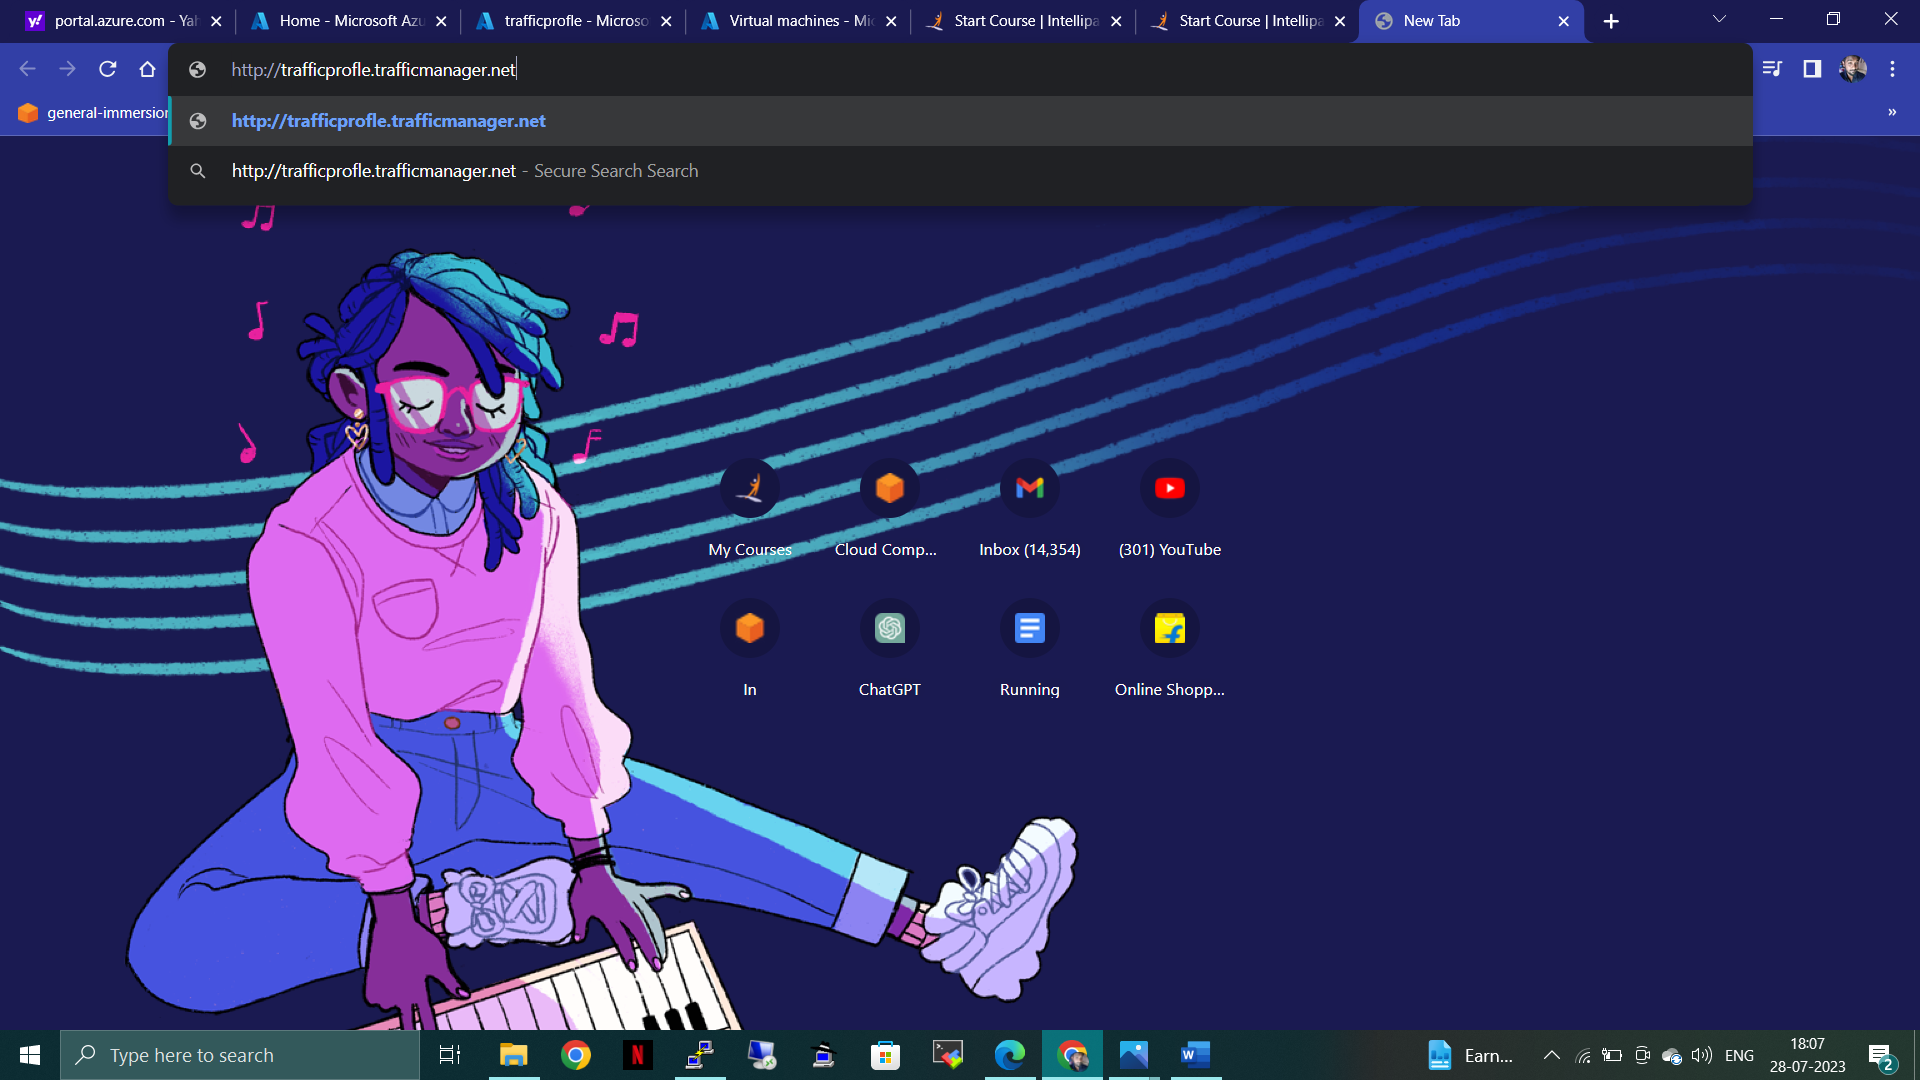 portal.azure.com - Yah
Home - Microsoft Azu
trafficprofle - Microso
Virtual machines - Mic
Start Course | Intellipa
Start Course | Intellipa
New Tab
http://trafficprofle.trafficmanager.net
general-immersion
»
http://trafficprofle.trafficmanager.net
http://trafficprofle.trafficmanager.net - Secure Search Search
My Courses
Cloud Comp...
Inbox (14,354)
(301) YouTube
In
ChatGPT
Running
Online Shopp...
Type here to search
Earn...
ENG
18:07
28-07-2023
2